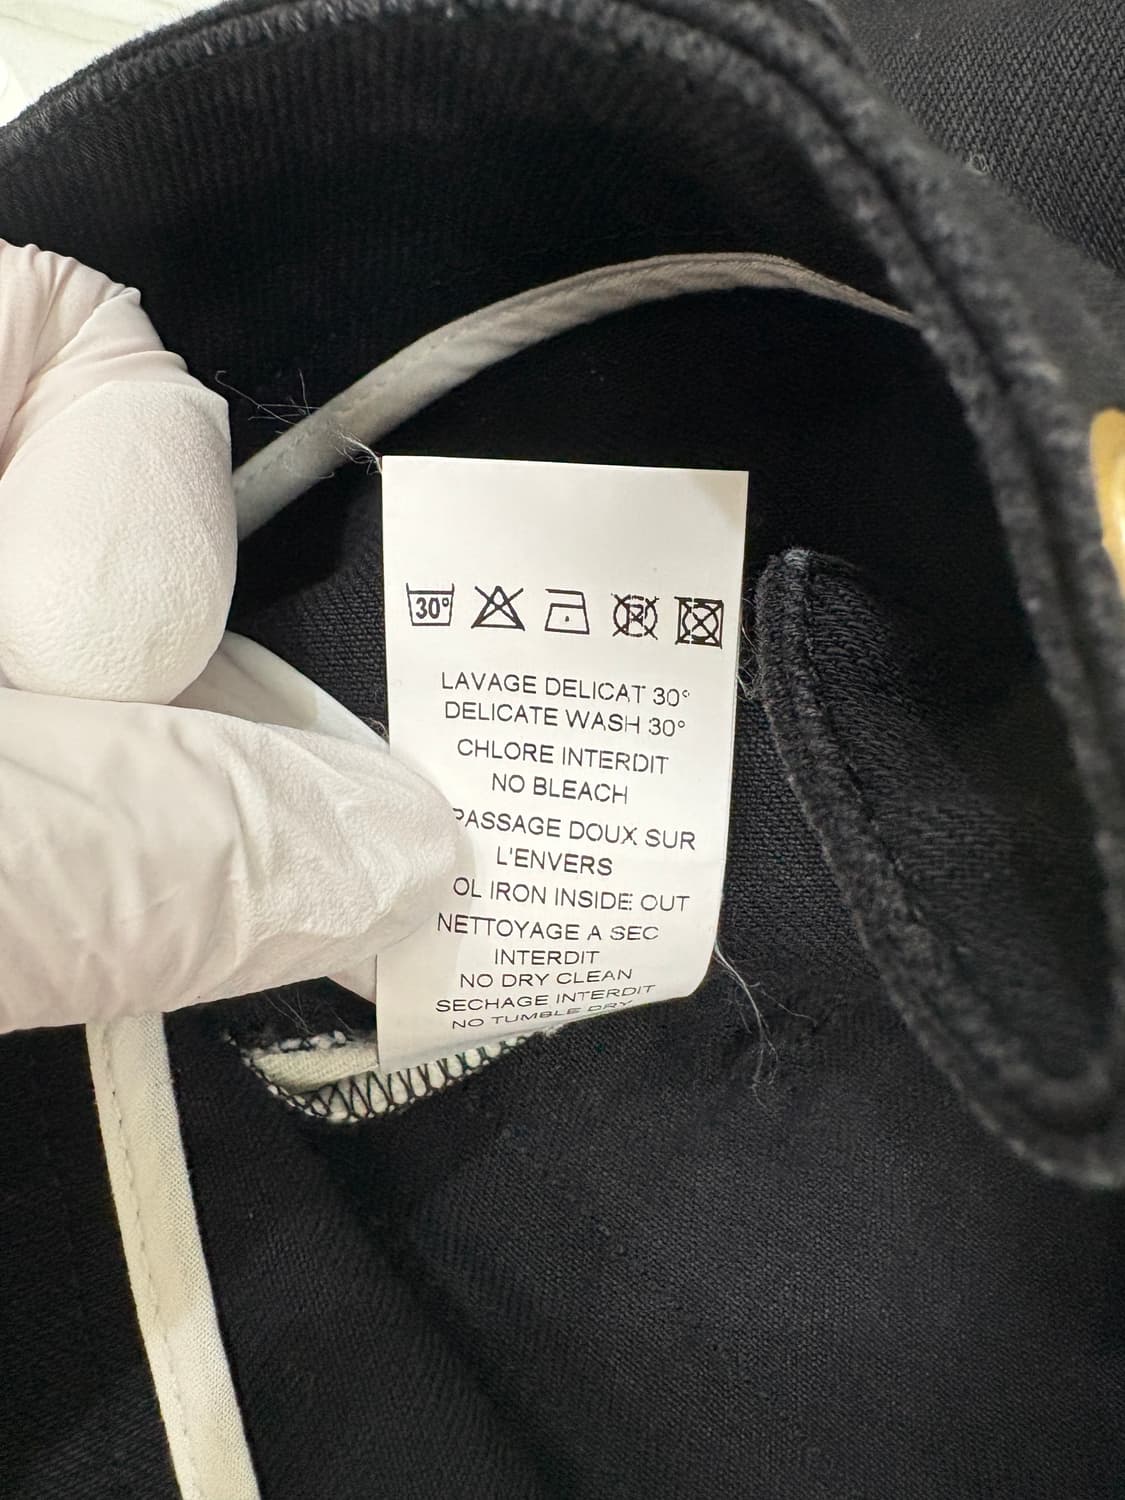 30°
LAVAGE DELICAT 30°
DELICATE WASH 30°
CHLORE INTERDIT
NO BLEACH
PASSAGE DOUX SUR
L'ENVERS
OL IRON INSIDE OUT
NETTOYAGE A SEC
INTERDIT
NO DRY CLEAN
SECHAGE INTERDIT
NO TUMBLE DRY